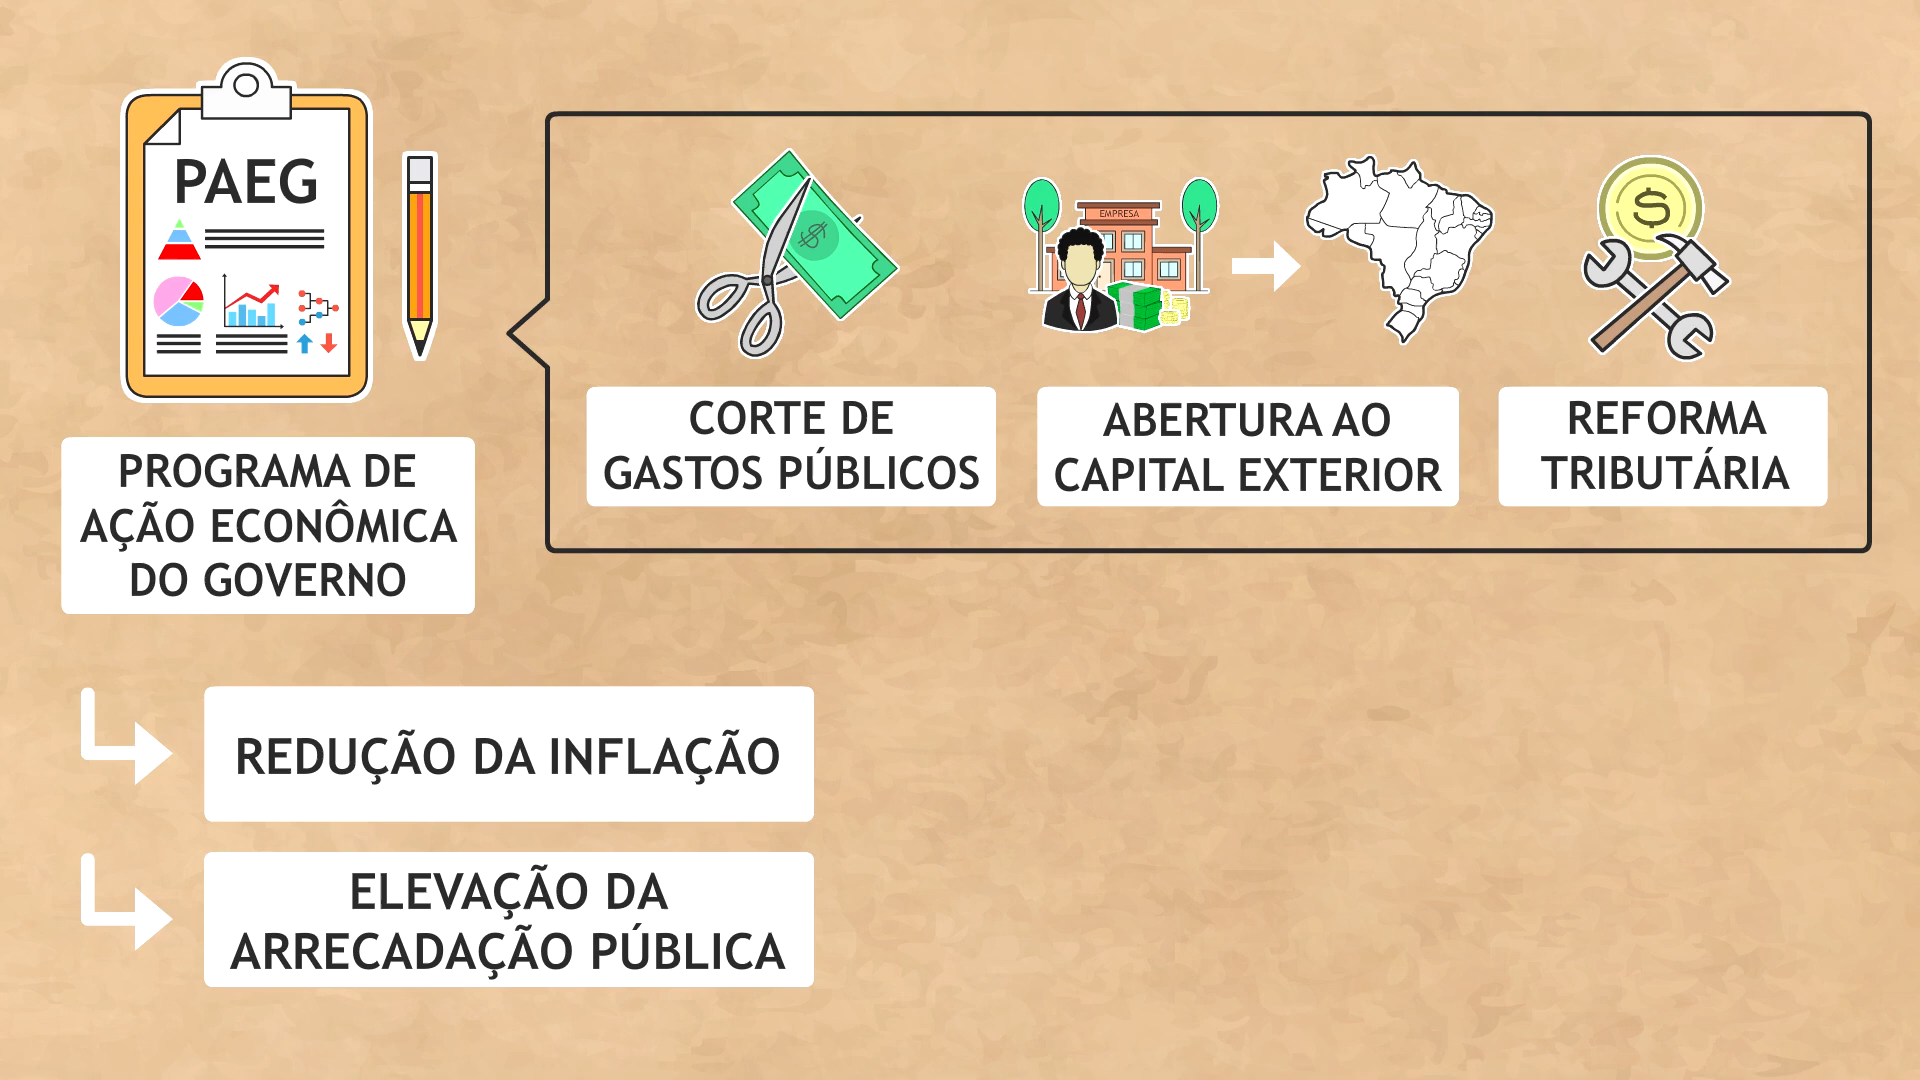 PAEG
PROGRAMA DE
AÇÃO ECONÔMICA
DO GOVERNO
$
CORTE DE
GASTOS PÚBLICOS
EMPRESA
ABERTURA AO
CAPITAL EXTERIOR
$
REFORMA
TRIBUTÁRIA
REDUÇÃO DA INFLAÇÃO
ELEVAÇÃO DA
ARRECADAÇÃO PÚBLICA